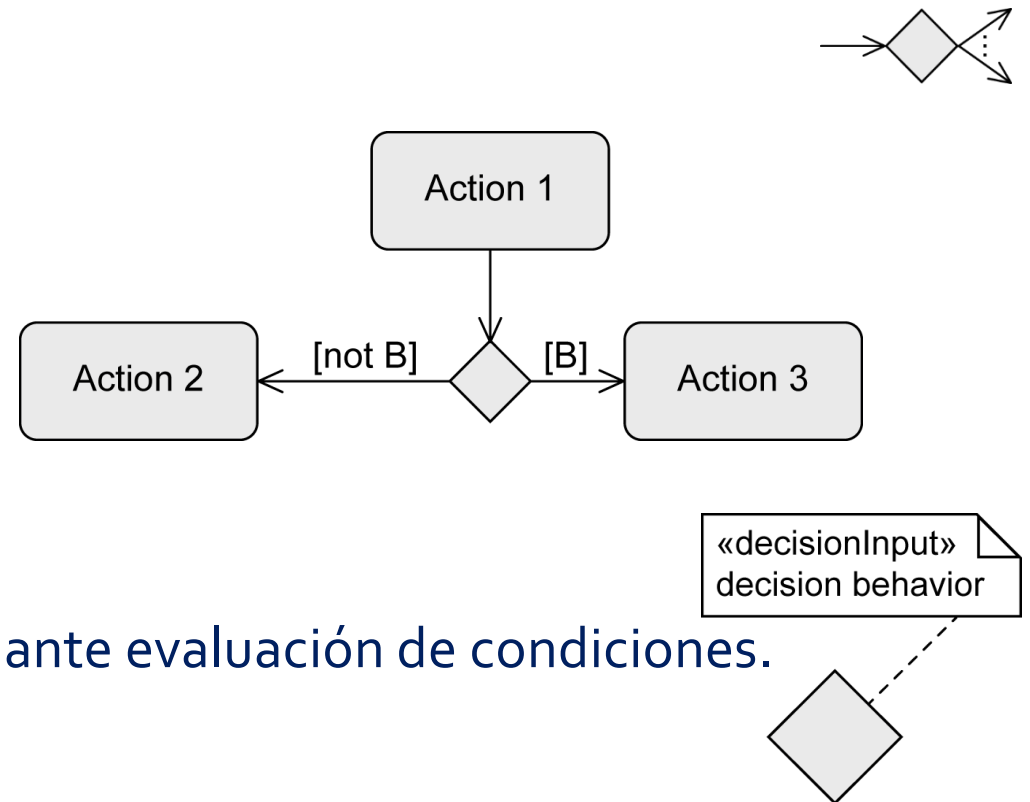 Action 1
[not B]
[B]
Action 2
Action 3
«decisionInput»
decision behavior
ante evaluación de condiciones.